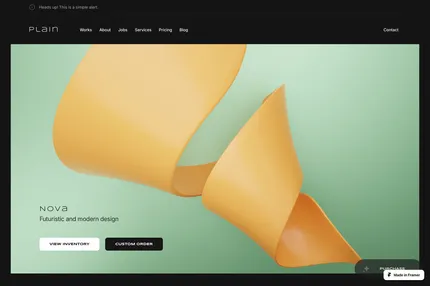 Heads up! This is a simple alert.
Plain
Works About Jobs Services Pricing Blog Contact
Nova
Futuristic and modern design
VIEW INVENTORY CUSTOM ORDER
PURCHASE
Made in Framer